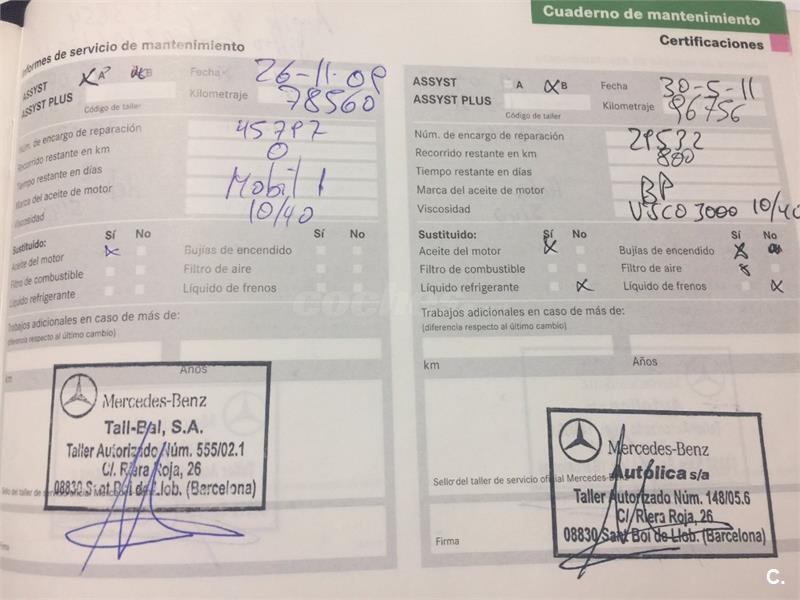 Cuaderno de mantenimiento
Certificaciones
Informes de servicio de mantenimiento
ASSYST A B
Fecha 26-11-09
ASSYST PLUS
Kilometraje 78560
Código de taller
Núm. de encargo de reparación 45797
Recorrido restante en km 0
Tiempo restante en días
Marca del aceite de motor Mobil 1
Viscosidad 10/40
Sustituido: Sí No Sí No
Aceite del motor x Bujías de encendido
Filtro de combustible Filtro de aire
Líquido refrigerante Líquido de frenos
Trabajos adicionales en caso de más de:
(diferencia respecto al último cambio)
km Años
Mercedes-Benz
Tall-Bal, S.A.
Taller Autorizado Núm. 555/02.1
C/. Riera Roja, 26
08830 Sant Boi de Llob. (Barcelona)
Sello del taller de servicio oficial Mercedes-
Firma
ASSYST A x B
Fecha 30-5-11
ASSYST PLUS
Kilometraje 96756
Código de taller
Núm. de encargo de reparación 29532
Recorrido restante en km 800
Tiempo restante en días
Marca del aceite de motor BP
Viscosidad VISCO 3000 10/40
Sustituido: Sí No Sí No
Aceite del motor x Bujías de encendido x
Filtro de combustible Filtro de aire x
Líquido refrigerante x Líquido de frenos x
Trabajos adicionales en caso de más de:
(diferencia respecto al último cambio)
km Años
Mercedes-Benz
Autolica s/a
Taller Autorizado Núm. 148/05.6
C/ Riera Roja, 26
08830 Sant Boi de Llob. (Barcelona)
Sello del taller de servicio oficial Mercedes-
Firma
coches
C.